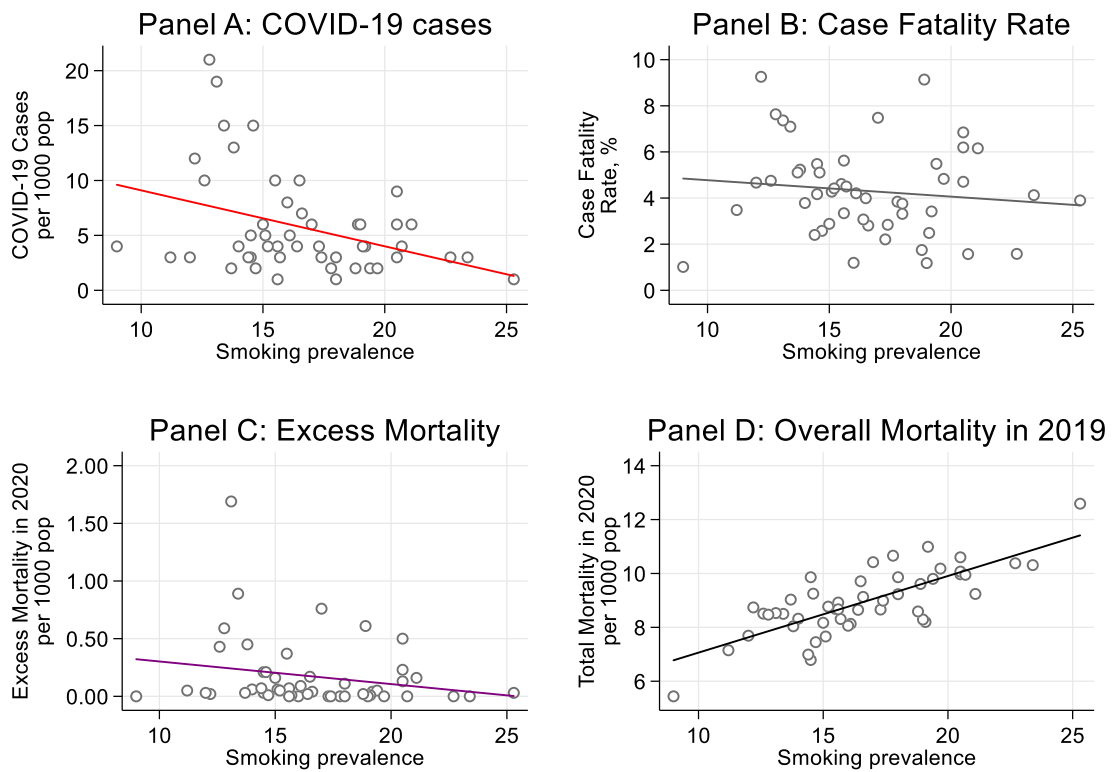 Panel A: COVID-19 cases
COVID-19 Cases
per 1000 pop
20
15
10
5
0
10 15 20 25
Smoking prevalence
Panel B: Case Fatality Rate
Case Fatality
Rate, %
10
8
6
4
2
0
10 15 20 25
Smoking prevalence
Panel C: Excess Mortality
Excess Mortality in 2020
per 1000 pop
2.00
1.50
1.00
0.50
0.00
10 15 20 25
Smoking prevalence
Panel D: Overall Mortality in 2019
Total Mortality in 2020
per 1000 pop
14
12
10
8
6
10 15 20 25
Smoking prevalence